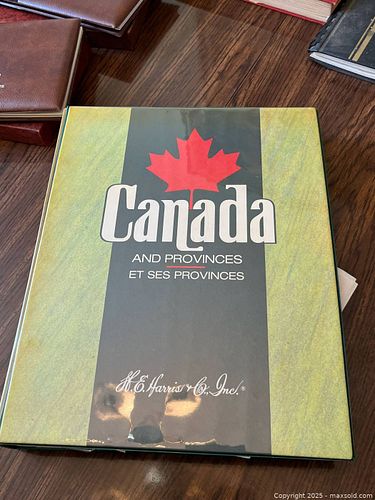 Canada
AND PROVINCES
ET SES PROVINCES
H.E. Harris & Co., Inc.®
Copyright 2025 - maxsold.com